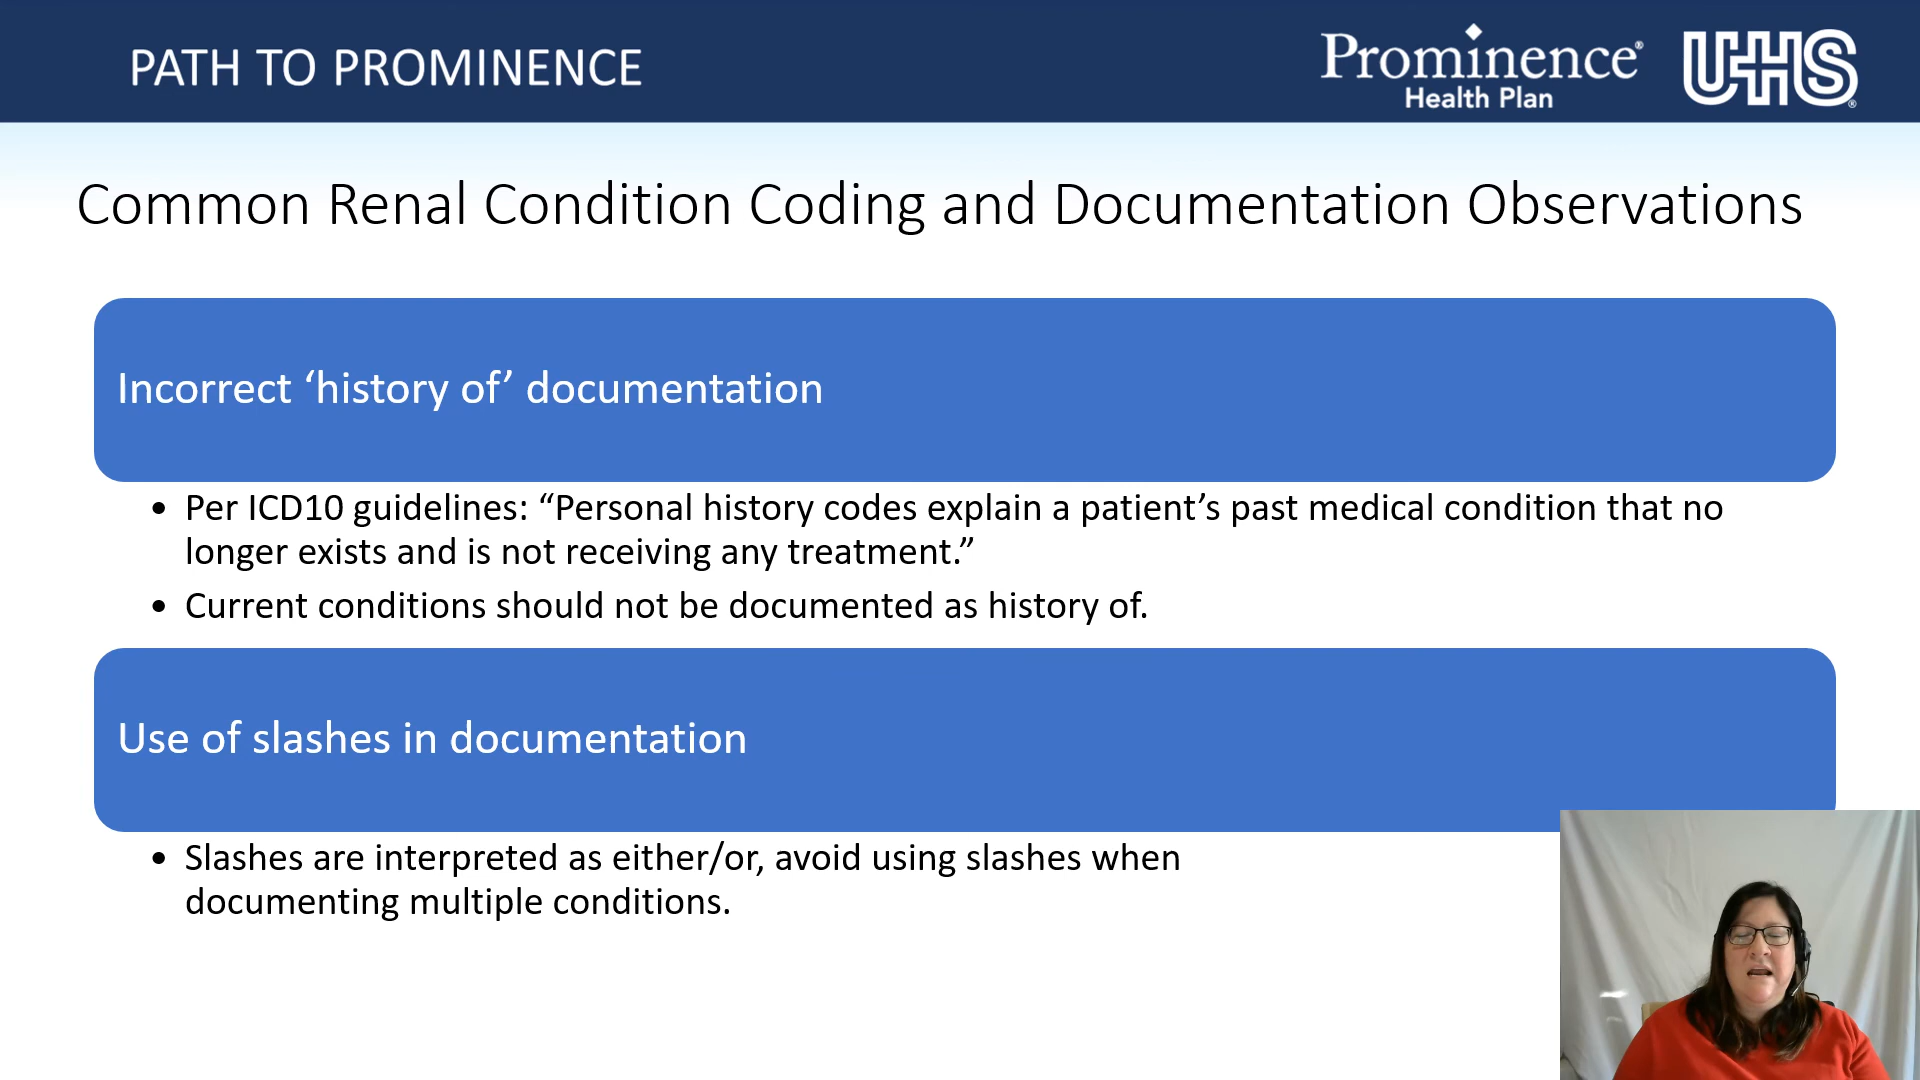 PATH TO PROMINENCE
Prominence®
Health Plan
UHS®
Common Renal Condition Coding and Documentation Observations
Incorrect ‘history of’ documentation
• Per ICD10 guidelines: “Personal history codes explain a patient’s past medical condition that no
longer exists and is not receiving any treatment.”
• Current conditions should not be documented as history of.
Use of slashes in documentation
• Slashes are interpreted as either/or, avoid using slashes when
documenting multiple conditions.